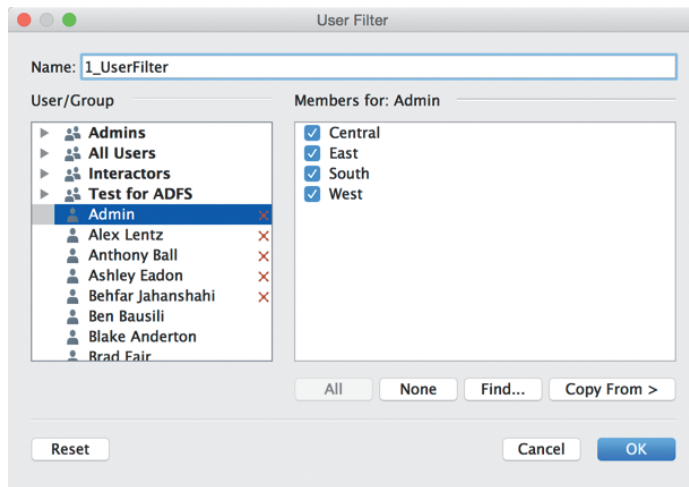 User Filter
Name: 1_UserFilter
User/Group
Members for: Admin
Admins
All Users
Interactors
Test for ADFS
Admin
Alex Lentz
Anthony Ball
Ashley Eadon
Behfar Jahanshahi
Ben Bausili
Blake Anderton
Brad Fair
Central
East
South
West
All None Find... Copy From >
Reset Cancel OK